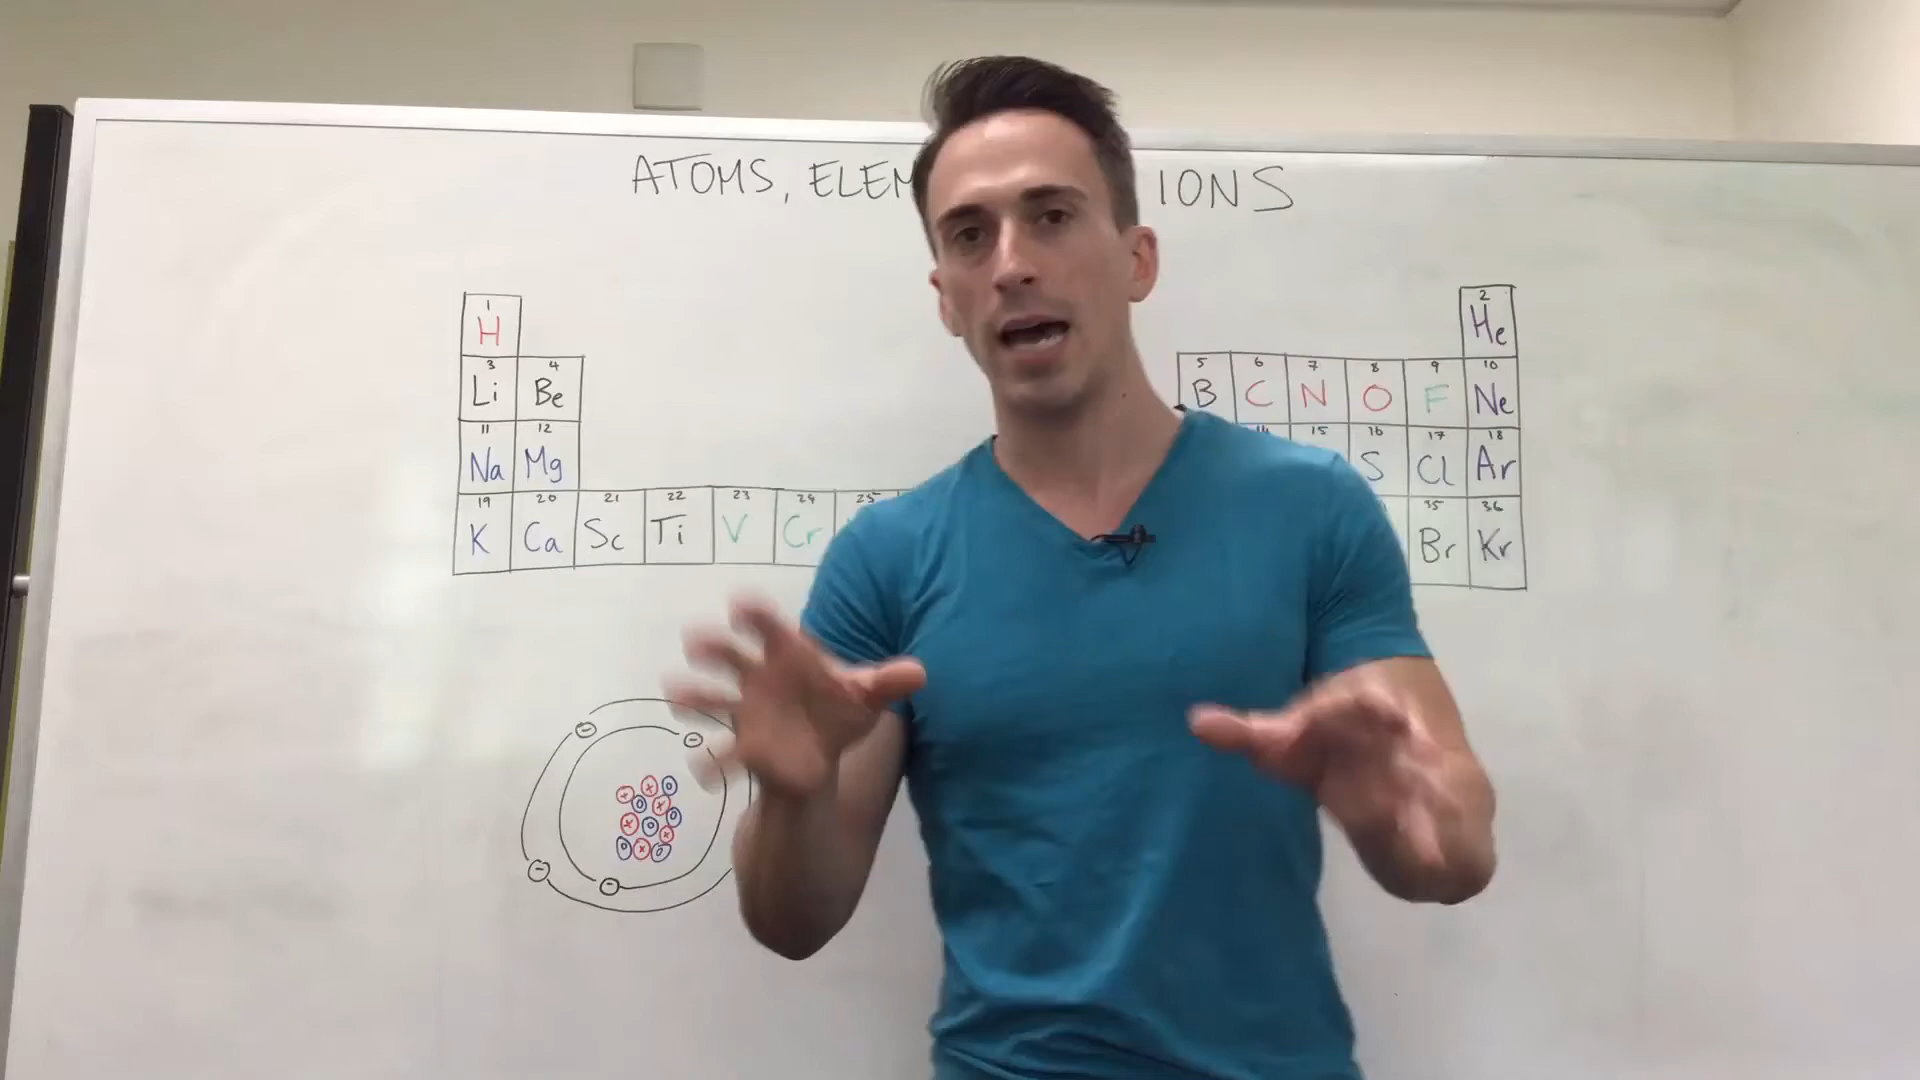 ATOMS, ELEM IONS
1 2
H He
3 4 5 6 7 8 9 10
Li Be B C N O F Ne
11 12 14 15 16 17 18
Na Mg S Cl Ar
19 20 21 22 23 24 25 35 36
K Ca Sc Ti V Cr Br Kr